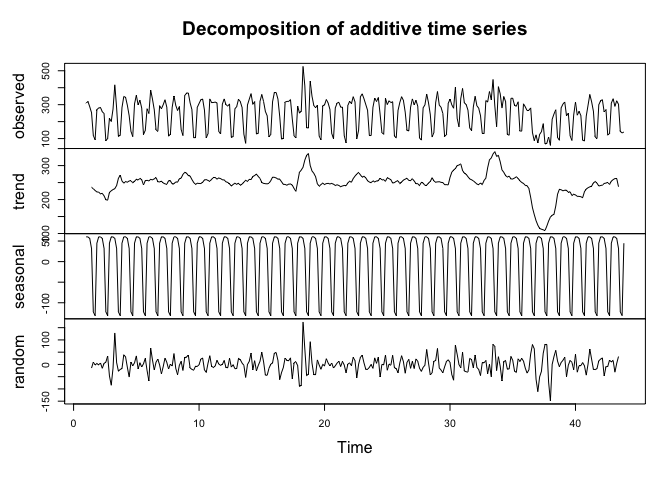 Decomposition of additive time series
observed
100 300 500
trend
200 300
seasonal
-100 0
random
-150 0 100
0 10 20 30 40
Time